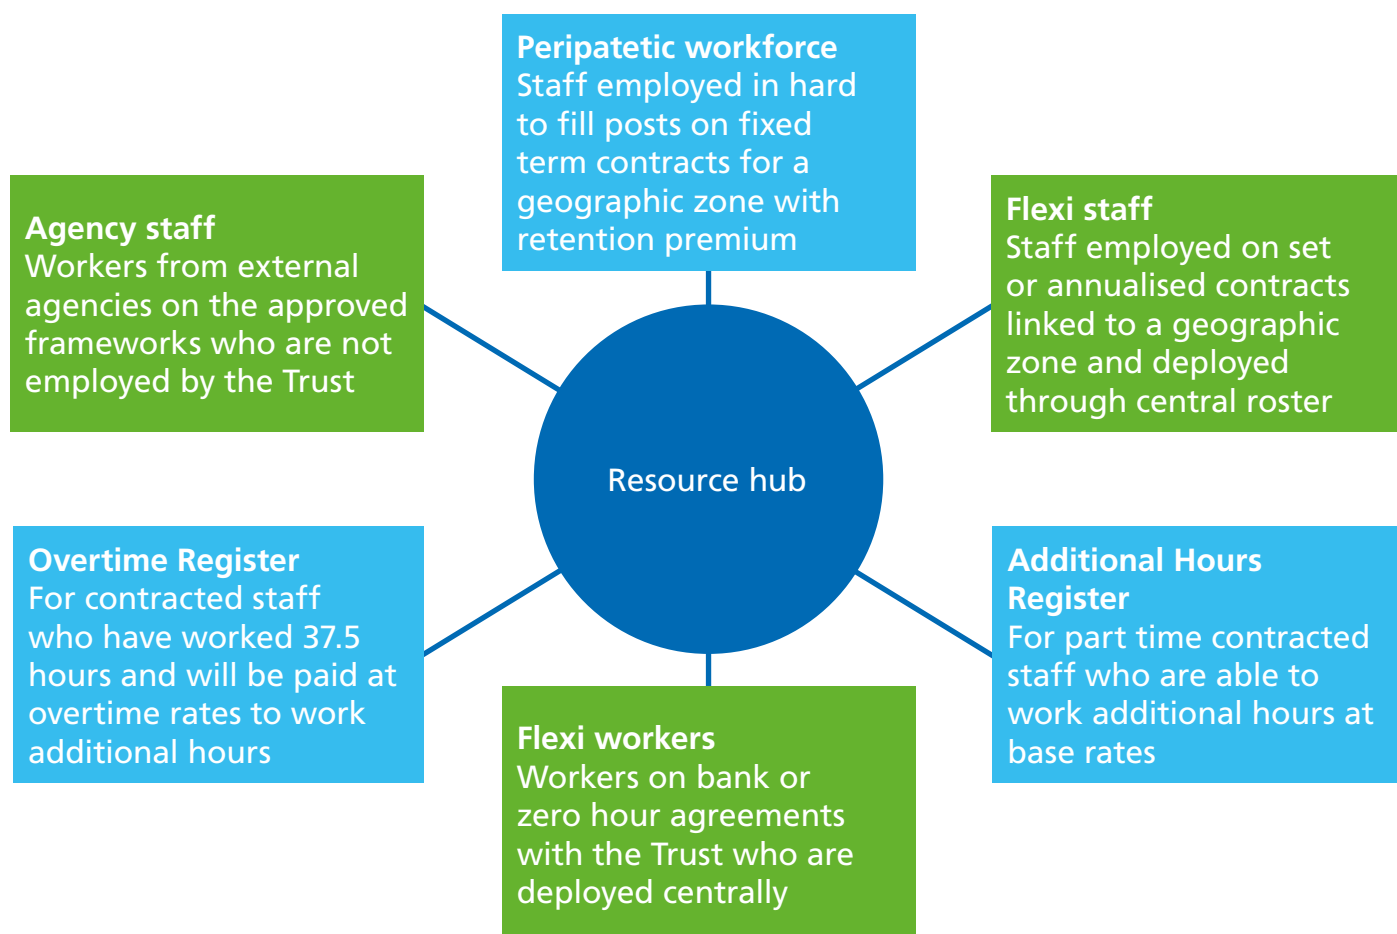 Peripatetic workforce
Staff employed in hard
to fill posts on fixed
term contracts for a
geographic zone with
retention premium
Agency staff
Workers from external
agencies on the approved
frameworks who are not
employed by the Trust
Flexi staff
Staff employed on set
or annualised contracts
linked to a geographic
zone and deployed
through central roster
Resource hub
Overtime Register
For contracted staff
who have worked 37.5
hours and will be paid at
overtime rates to work
additional hours
Additional Hours
Register
For part time contracted
staff who are able to
work additional hours at
base rates
Flexi workers
Workers on bank or
zero hour agreements
with the Trust who are
deployed centrally